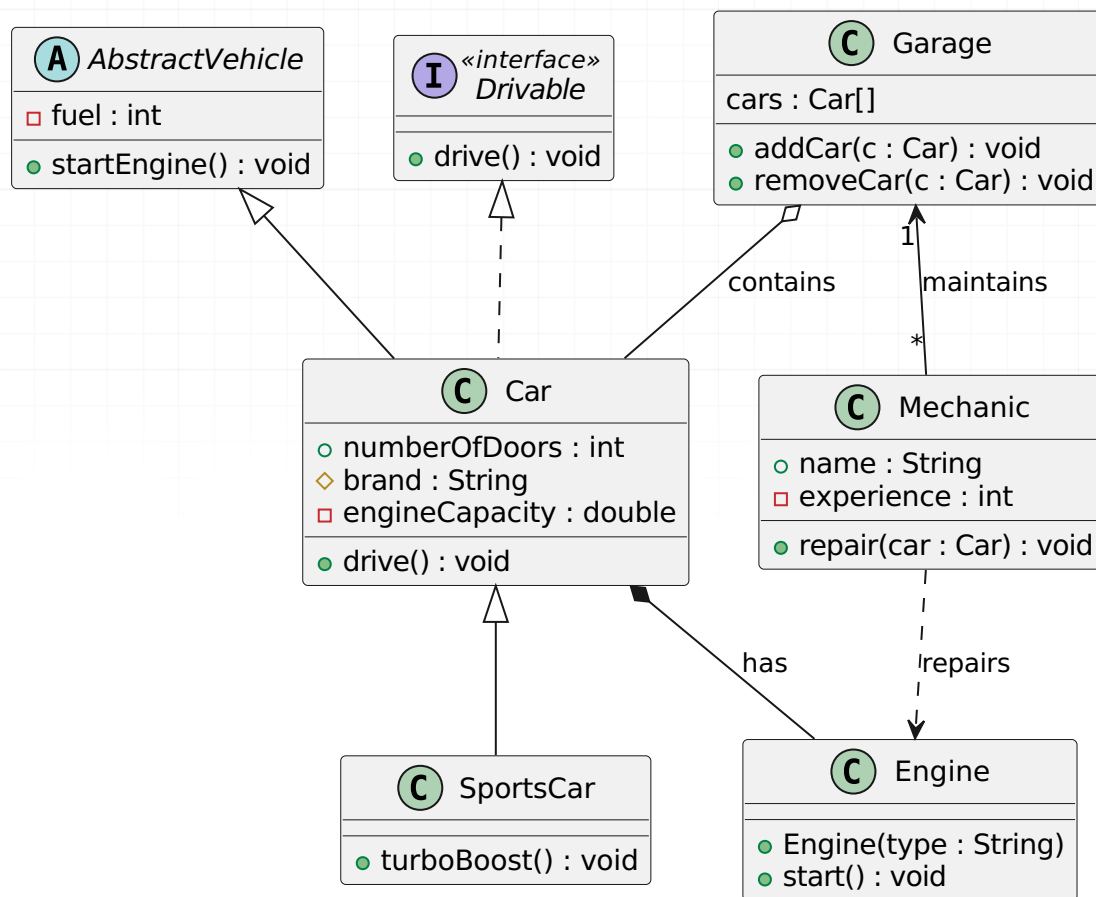 A AbstractVehicle
fuel : int
startEngine() : void
I «interface»
Drivable
drive() : void
C Garage
cars : Car[]
addCar(c : Car) : void
removeCar(c : Car) : void
1
contains
maintains
*
C Car
numberOfDoors : int
brand : String
engineCapacity : double
drive() : void
C Mechanic
name : String
experience : int
repair(car : Car) : void
has
repairs
C SportsCar
turboBoost() : void
C Engine
Engine(type : String)
start() : void